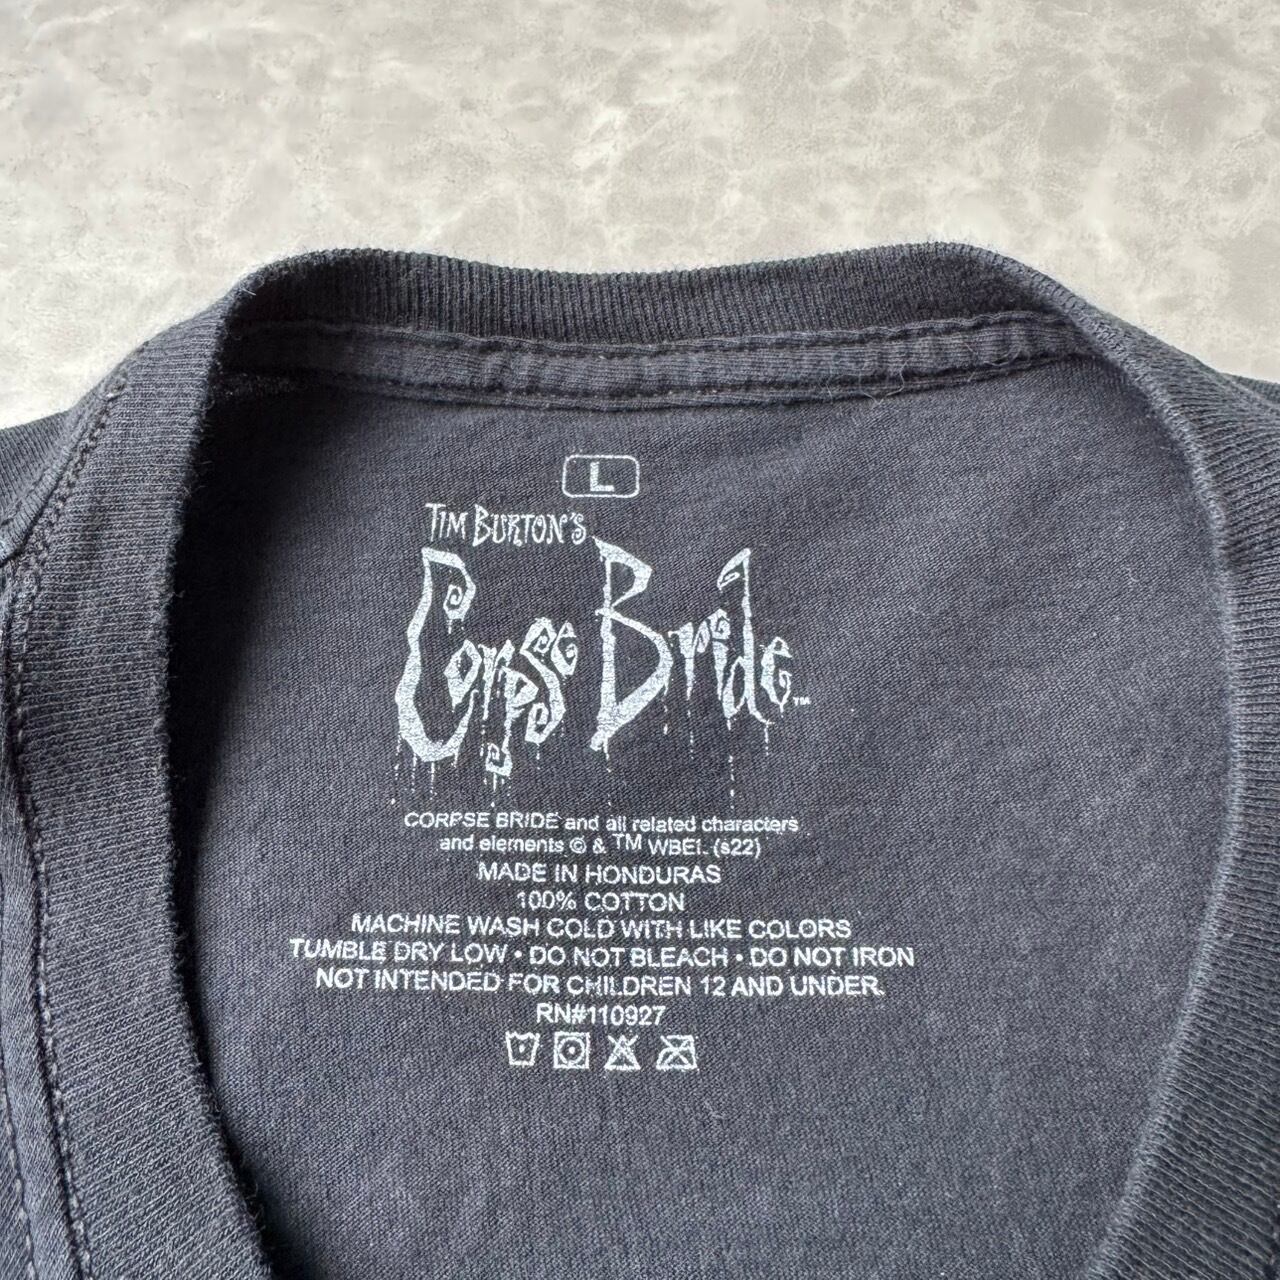 L
TIM BURTON'S
Corpse Bride™
CORPSE BRIDE and all related characters
and elements © & ™ WBEI. (s22)
MADE IN HONDURAS
100% COTTON
MACHINE WASH COLD WITH LIKE COLORS
TUMBLE DRY LOW • DO NOT BLEACH • DO NOT IRON
NOT INTENDED FOR CHILDREN 12 AND UNDER.
RN#110927